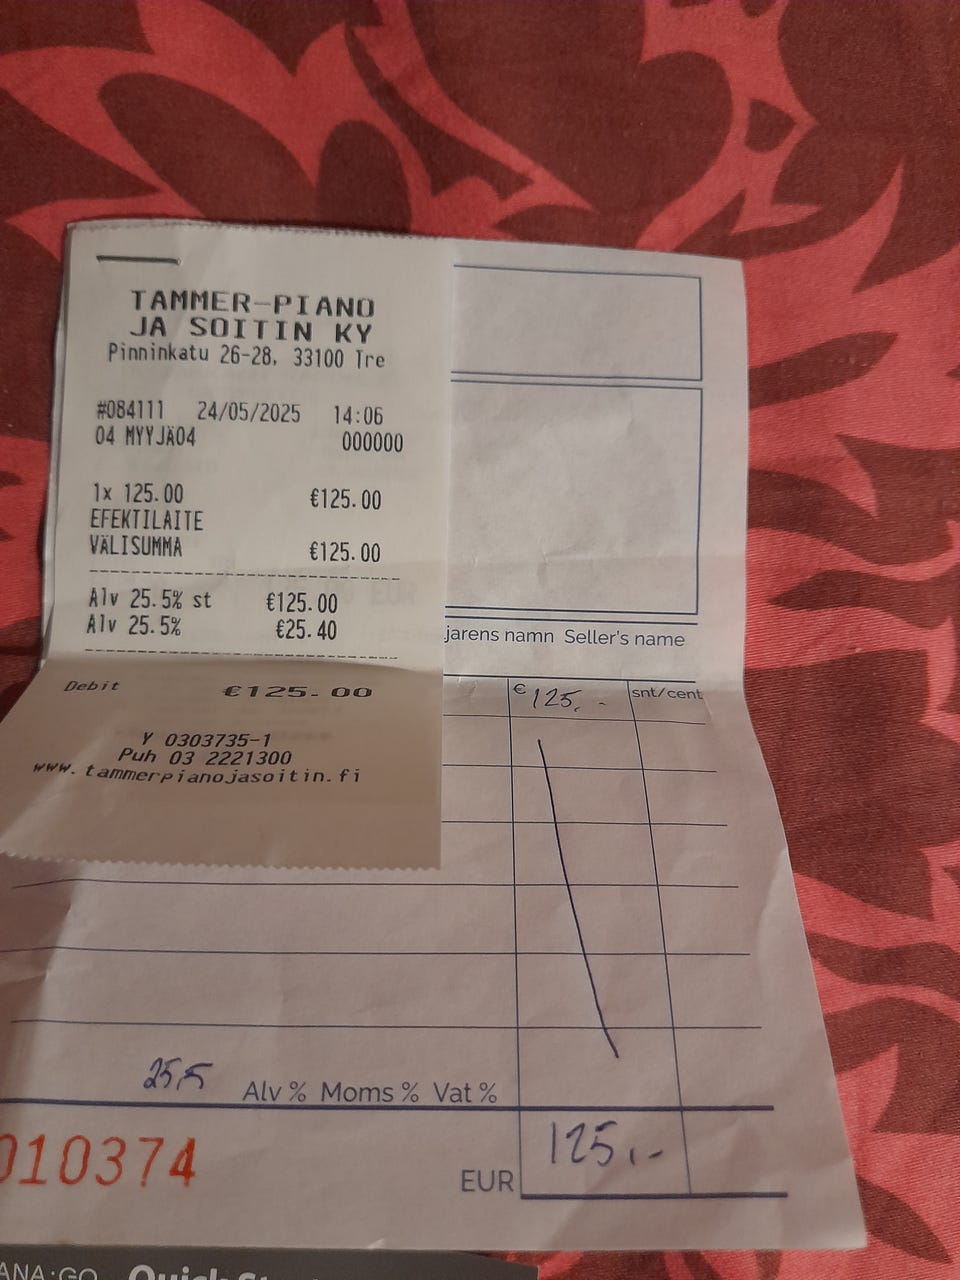 TAMMER-PIANO
JA SOITIN KY
Pinninkatu 26-28, 33100 Tre
#084111 24/05/2025 14:06
04 MYYJÄ04 000000
1x 125.00 €125.00
EFEKTILAITE
VÄLISUMMA €125.00
Alv 25.5% st €125.00
Alv 25.5% €25.40
Debit €125.00
Y 0303735-1
Puh 03 2221300
www.tammerpianojasoitin.fi
jarens namn Seller's name
€ 125,- snt/cent
25,5 Alv % Moms % Vat %
010374
EUR 125,-
ANA:GO